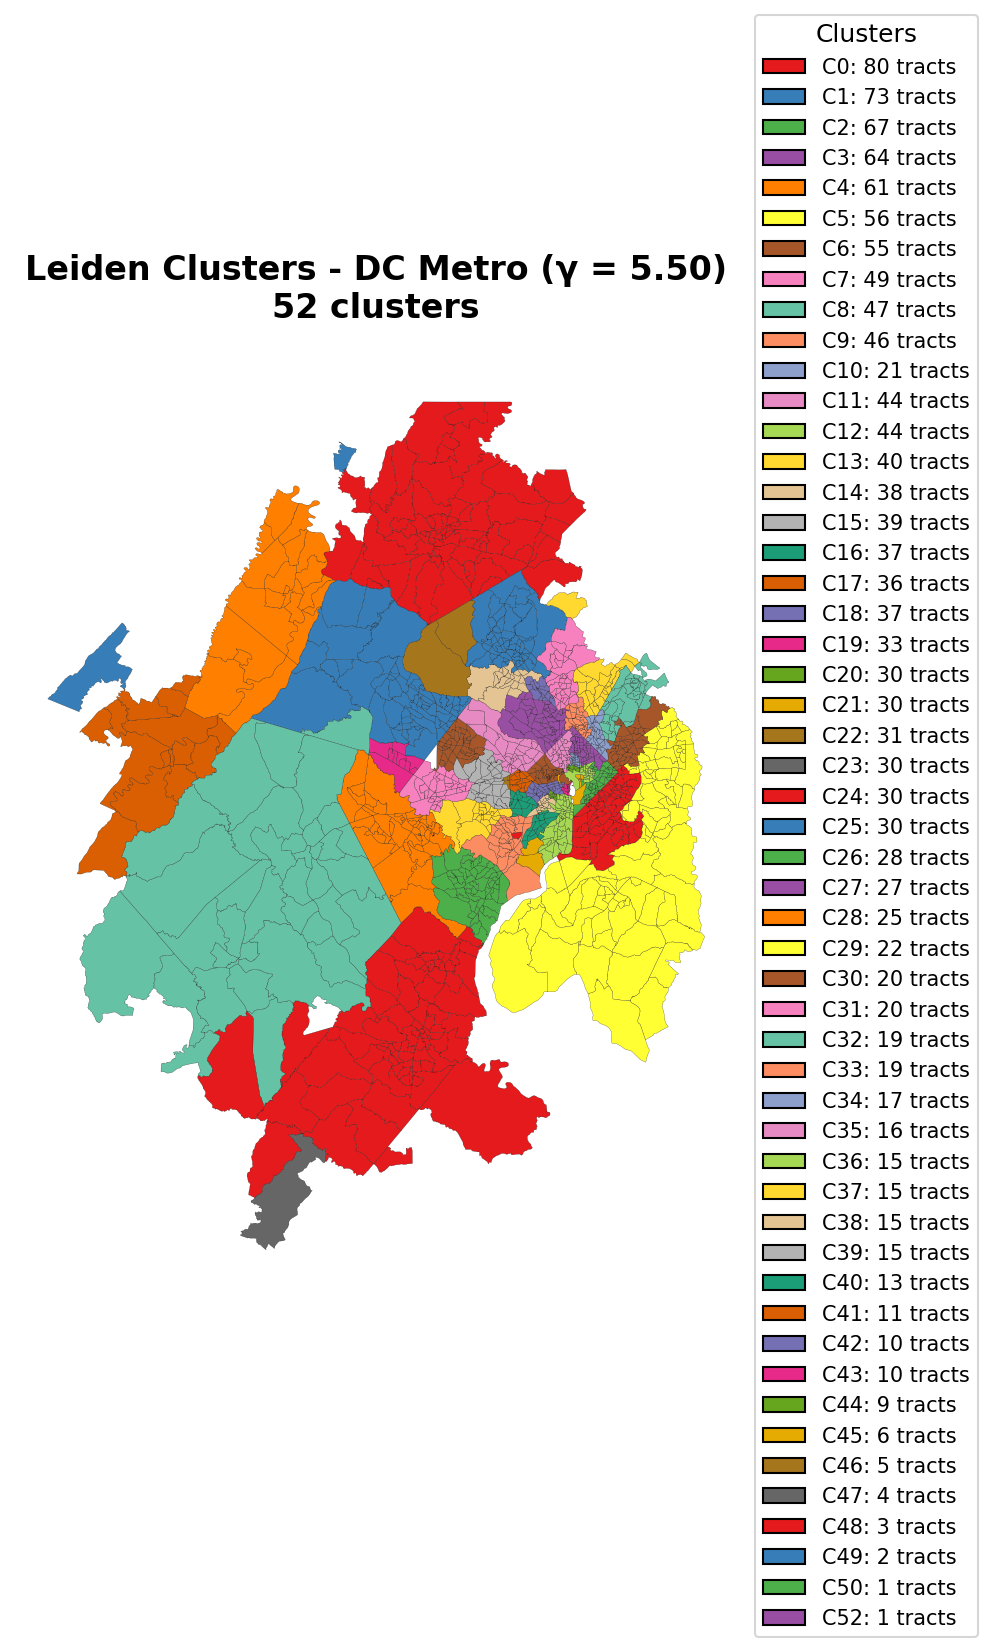 Leiden Clusters - DC Metro (γ = 5.50)
52 clusters
Clusters
C0: 80 tracts
C1: 73 tracts
C2: 67 tracts
C3: 64 tracts
C4: 61 tracts
C5: 56 tracts
C6: 55 tracts
C7: 49 tracts
C8: 47 tracts
C9: 46 tracts
C10: 21 tracts
C11: 44 tracts
C12: 44 tracts
C13: 40 tracts
C14: 38 tracts
C15: 39 tracts
C16: 37 tracts
C17: 36 tracts
C18: 37 tracts
C19: 33 tracts
C20: 30 tracts
C21: 30 tracts
C22: 31 tracts
C23: 30 tracts
C24: 30 tracts
C25: 30 tracts
C26: 28 tracts
C27: 27 tracts
C28: 25 tracts
C29: 22 tracts
C30: 20 tracts
C31: 20 tracts
C32: 19 tracts
C33: 19 tracts
C34: 17 tracts
C35: 16 tracts
C36: 15 tracts
C37: 15 tracts
C38: 15 tracts
C39: 15 tracts
C40: 13 tracts
C41: 11 tracts
C42: 10 tracts
C43: 10 tracts
C44: 9 tracts
C45: 6 tracts
C46: 5 tracts
C47: 4 tracts
C48: 3 tracts
C49: 2 tracts
C50: 1 tracts
C52: 1 tracts